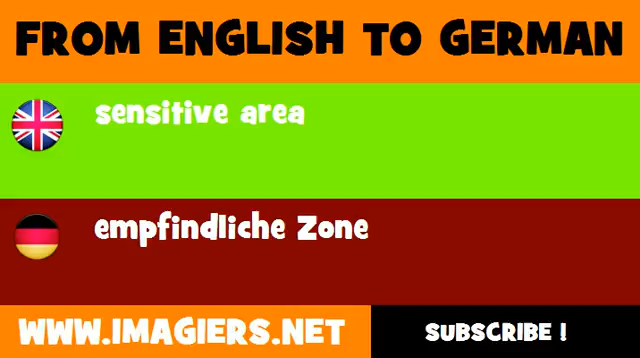 FROM ENGLISH TO GERMAN
sensitive area
empfindliche Zone
WWW.IMAGIERS.NET
SUBSCRIBE !